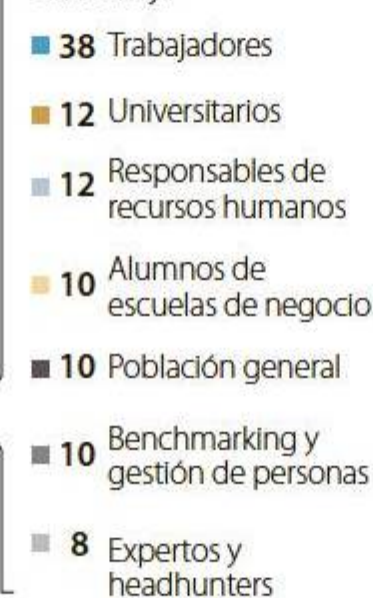 38 Trabajadores
12 Universitarios
12 Responsables de
recursos humanos
10 Alumnos de
escuelas de negocio
10 Población general
10 Benchmarking y
gestión de personas
8 Expertos y
headhunters